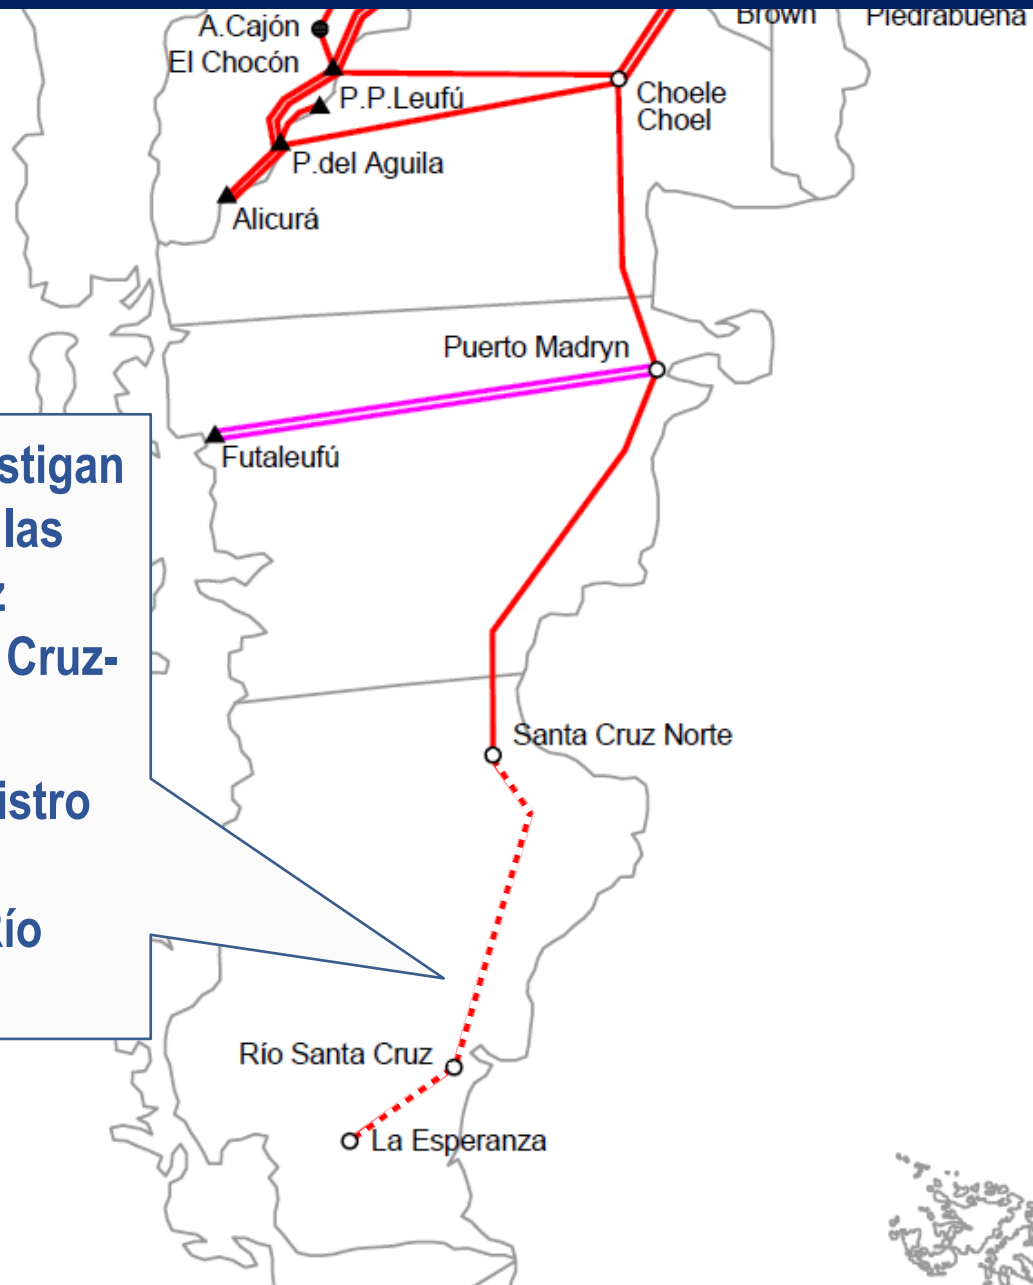 Brown Piedrabuena
A.Cajón
El Chocón
P.P.Leufú
Choele
Choel
P.del Aguila
Alicurá
Puerto Madryn
Futaleufú
stigan
las
Cruz-
istro
Río
Santa Cruz Norte
Río Santa Cruz
La Esperanza